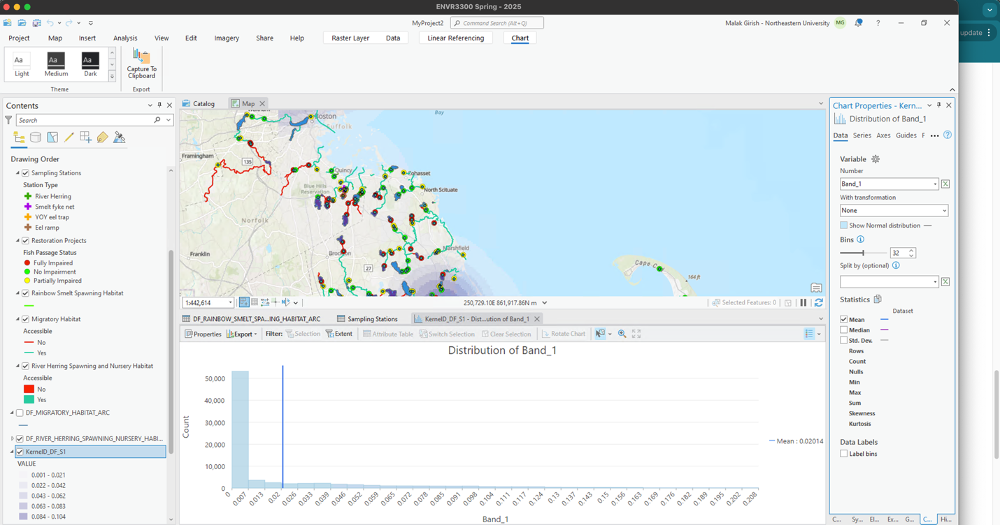 ENVR3300 Spring - 2025
MyProject2
Command Search (Alt+Q)
Malak Girish - Northeastern University
MG
?
update
Project
Map
Insert
Analysis
View
Edit
Imagery
Share
Help
Raster Layer
Data
Linear Referencing
Chart
Aa
Aa
Aa
Light
Medium
Dark
Capture To
Clipboard
Theme
Export
Contents
Search
Drawing Order
Sampling Stations
Station Type
River Herring
Smelt fyke net
YOY eel trap
Eel ramp
Restoration Projects
Fish Passage Status
Fully Impaired
No Impairment
Partially Impaired
Rainbow Smelt Spawning Habitat
Migratory Habitat
Accessible
No
Yes
River Herring Spawning and Nursery Habitat
Accessible
No
Yes
DF_MIGRATORY_HABITAT_ARC
DF_RIVER_HERRING_SPAWNING_NURSERY_HABI...
KernelD_DF_S1
VALUE
0.001 - 0.021
0.022 - 0.042
0.043 - 0.062
0.063 - 0.083
0.084 - 0.104
Catalog
Map
Boston
Bay
Sufolk
Framingham
135
Quincy
Cohasset
Blue Hills
Reservation
North Scituate
Norfolk
Franklin
Marshfield
27
164 ft
1:442,614
250,729.10E 861,917.86N m
Selected Features: 0
DF_RAINBOW_SMELT_SPA...ING_HABITAT_ARC
Sampling Stations
KernelD_DF_S1 - Dist...ution of Band_1
Properties
Export
Filter:
Selection
Extent
Attribute Table
Switch Selection
Clear Selection
Rotate Chart
Distribution of Band_1
50,000
40,000
30,000
20,000
10,000
0
Count
0
0.007
0.013
0.02
0.026
0.033
0.039
0.046
0.052
0.059
0.065
0.072
0.078
0.085
0.091
0.098
0.104
0.111
0.117
0.124
0.13
0.137
0.143
0.15
0.156
0.163
0.169
0.176
0.182
0.189
0.195
0.202
0.208
Band_1
Mean : 0.02014
Chart Properties - Kern...
Distribution of Band_1
Data
Series
Axes
Guides
F
?
Variable
Number
Band_1
With transformation
None
Show Normal distribution
Bins
32
Split by (optional)
Statistics
Dataset
Mean
Median
Std. Dev.
Rows
Count
Nulls
Min
Max
Sum
Skewness
Kurtosis
Data Labels
Label bins
C...
Sy...
El...
Ex...
G...
C...
Hi...